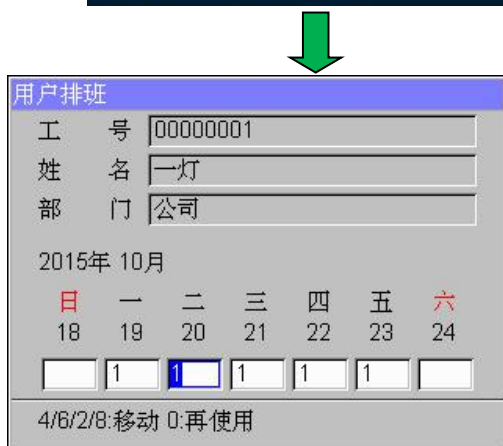 用户排班
工 号 00000001
姓 名 一灯
部 门 公司
2015年 10月
日 一 二 三 四 五 六
18 19 20 21 22 23 24
1 1 1 1 1
4/6/2/8:移动 0:再使用